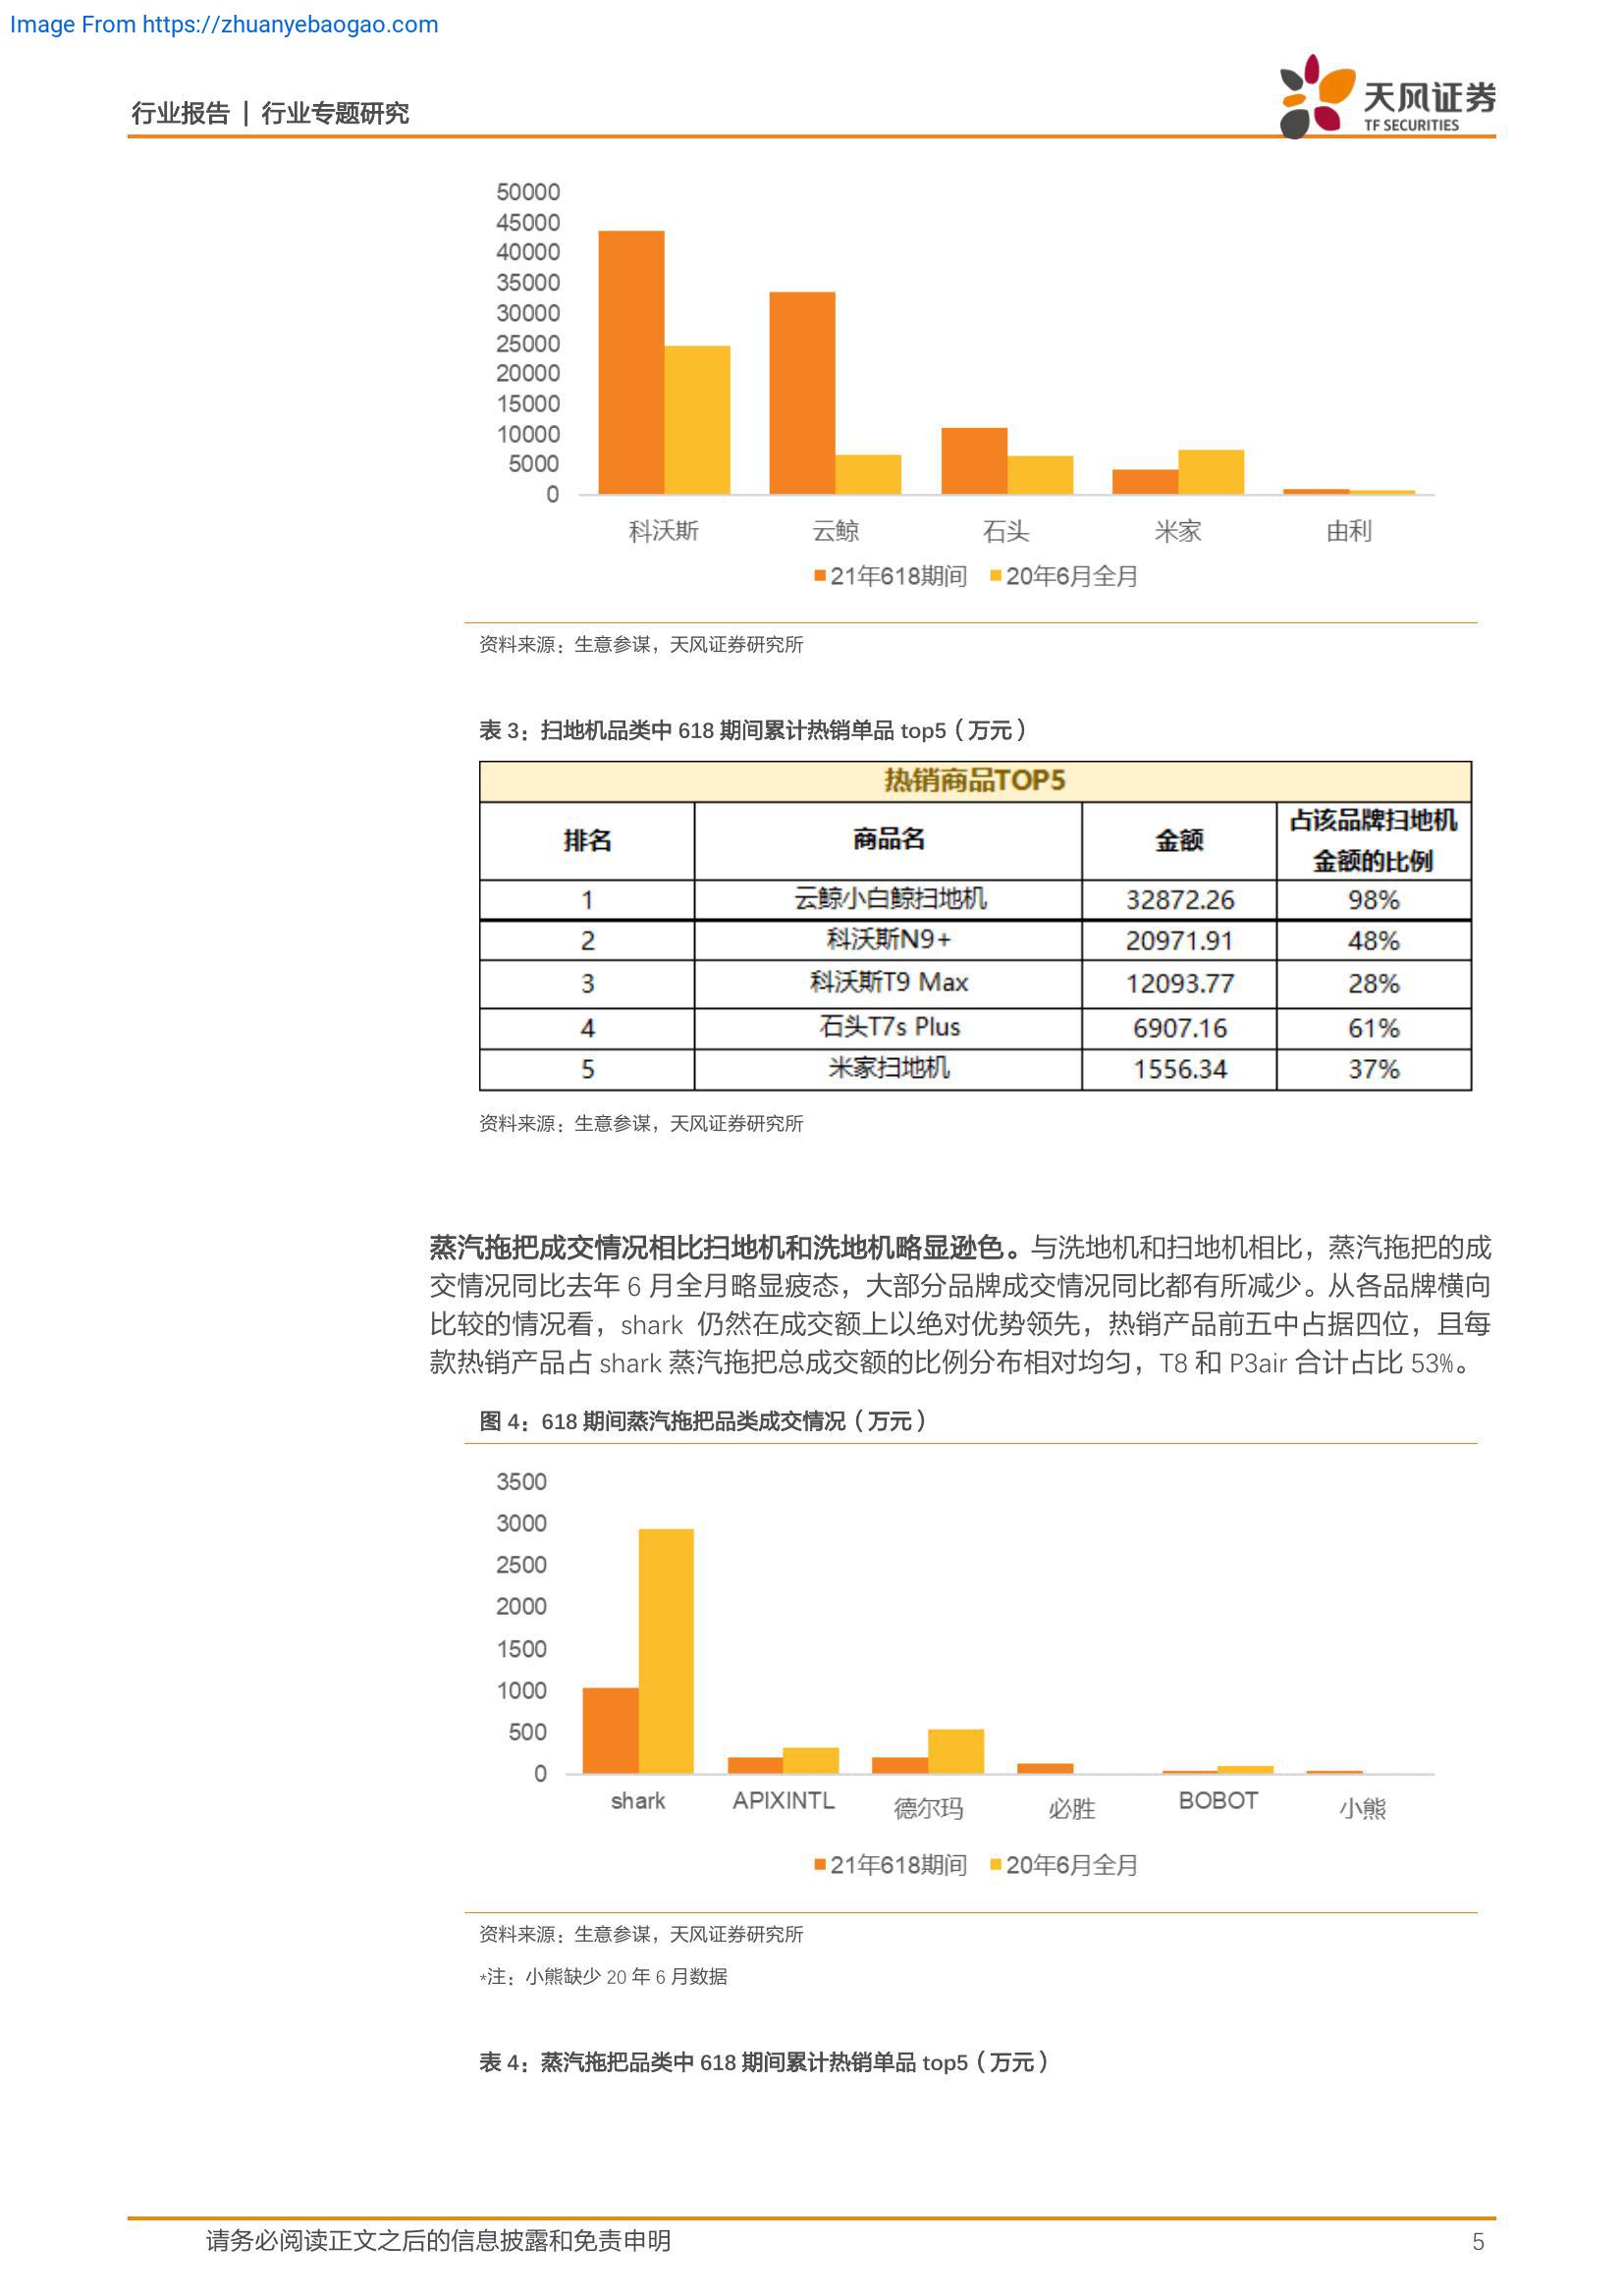 Image From https://zhuanyebaogao.com
行业报告 | 行业专题研究
天风证券
TF SECURITIES
50000
45000
40000
35000
30000
25000
20000
15000
10000
5000
0
科沃斯 云鲸 石头 米家 由利
21年618期间 20年6月全月
资料来源：生意参谋，天风证券研究所
表 3：扫地机品类中 618 期间累计热销单品 top5（万元）
热销商品TOP5
排名 商品名 金额 占该品牌扫地机金额的比例
1 云鲸小白鲸扫地机 32872.26 98%
2 科沃斯N9+ 20971.91 48%
3 科沃斯T9 Max 12093.77 28%
4 石头T7s Plus 6907.16 61%
5 米家扫地机 1556.34 37%
资料来源：生意参谋，天风证券研究所
蒸汽拖把成交情况相比扫地机和洗地机略显逊色。与洗地机和扫地机相比，蒸汽拖把的成
交情况同比去年 6 月全月略显疲态，大部分品牌成交情况同比都有所减少。从各品牌横向
比较的情况看，shark 仍然在成交额上以绝对优势领先，热销产品前五中占据四位，且每
款热销产品占 shark 蒸汽拖把总成交额的比例分布相对均匀，T8 和 P3air 合计占比 53%。
图 4：618 期间蒸汽拖把品类成交情况（万元）
3500
3000
2500
2000
1500
1000
500
0
shark APIXINTL 德尔玛 必胜 BOBOT 小熊
21年618期间 20年6月全月
资料来源：生意参谋，天风证券研究所
*注：小熊缺少 20 年 6 月数据
表 4：蒸汽拖把品类中 618 期间累计热销单品 top5（万元）
请务必阅读正文之后的信息披露和免责申明 5